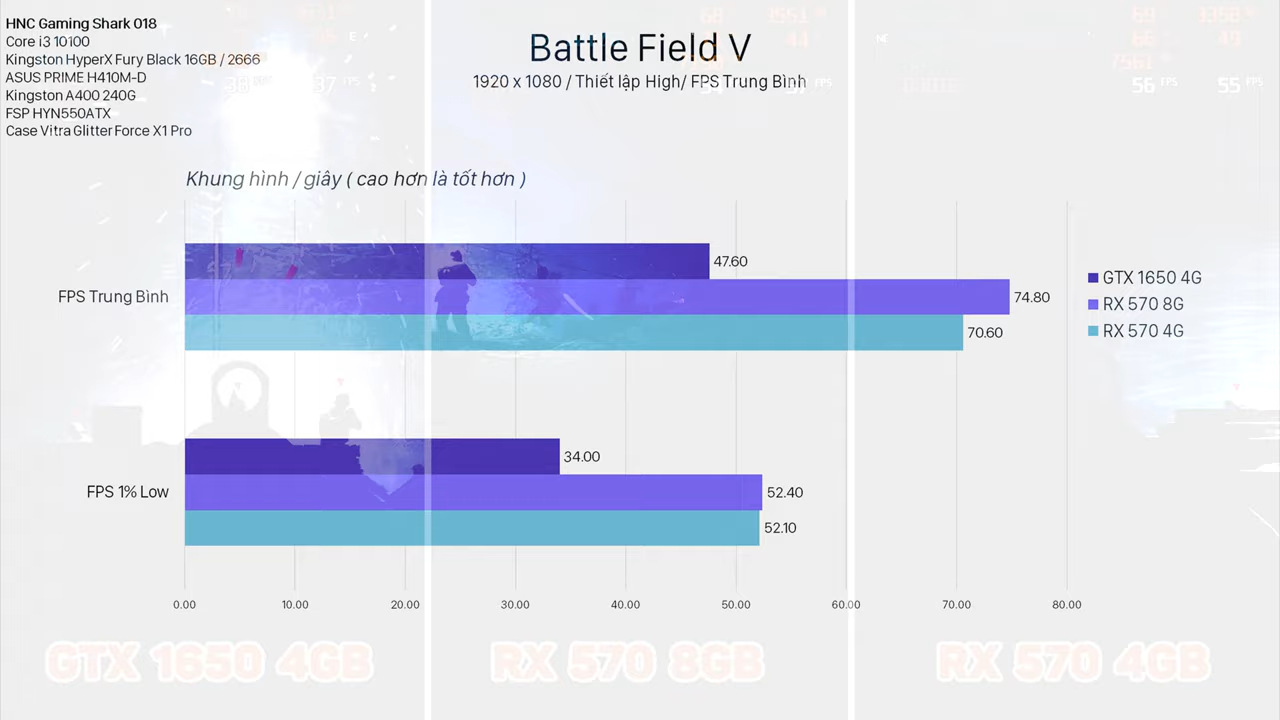 HNC Gaming Shark 018
Core i3 10100
Kingston HyperX Fury Black 16GB / 2666
ASUS PRIME H410M-D
Kingston A400 240G
FSP HYN550ATX
Case Vitra GlitterForce X1 Pro
Battle Field V
1920 x 1080 / Thiết lập High/ FPS Trung Bình
56 FPS 55 FPS
Khung hình / giây ( cao hơn là tốt hơn )
FPS Trung Bình
47.60
74.80
70.60
GTX 1650 4G
RX 570 8G
RX 570 4G
FPS 1% Low
34.00
52.40
52.10
0.00 10.00 20.00 30.00 40.00 50.00 60.00 70.00 80.00
GTX 1650 4GB RX 570 8GB RX 570 4GB